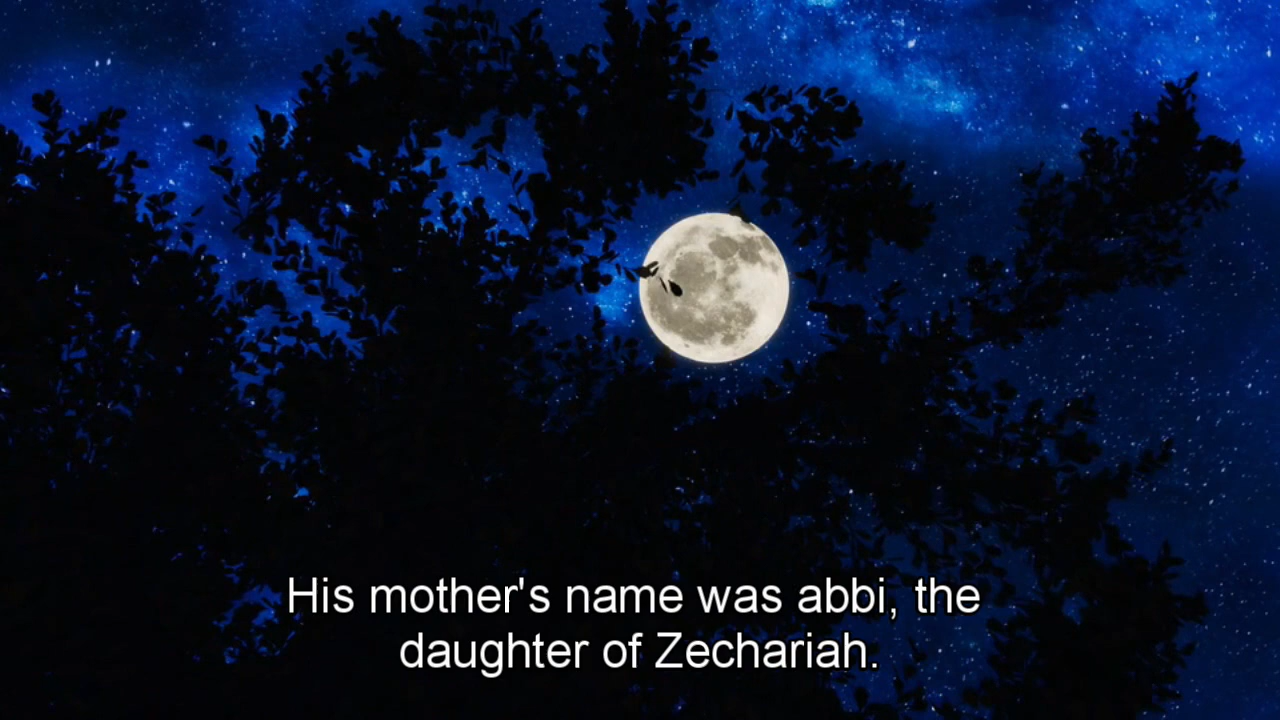 His mother's name was abbi, the
daughter of Zechariah.